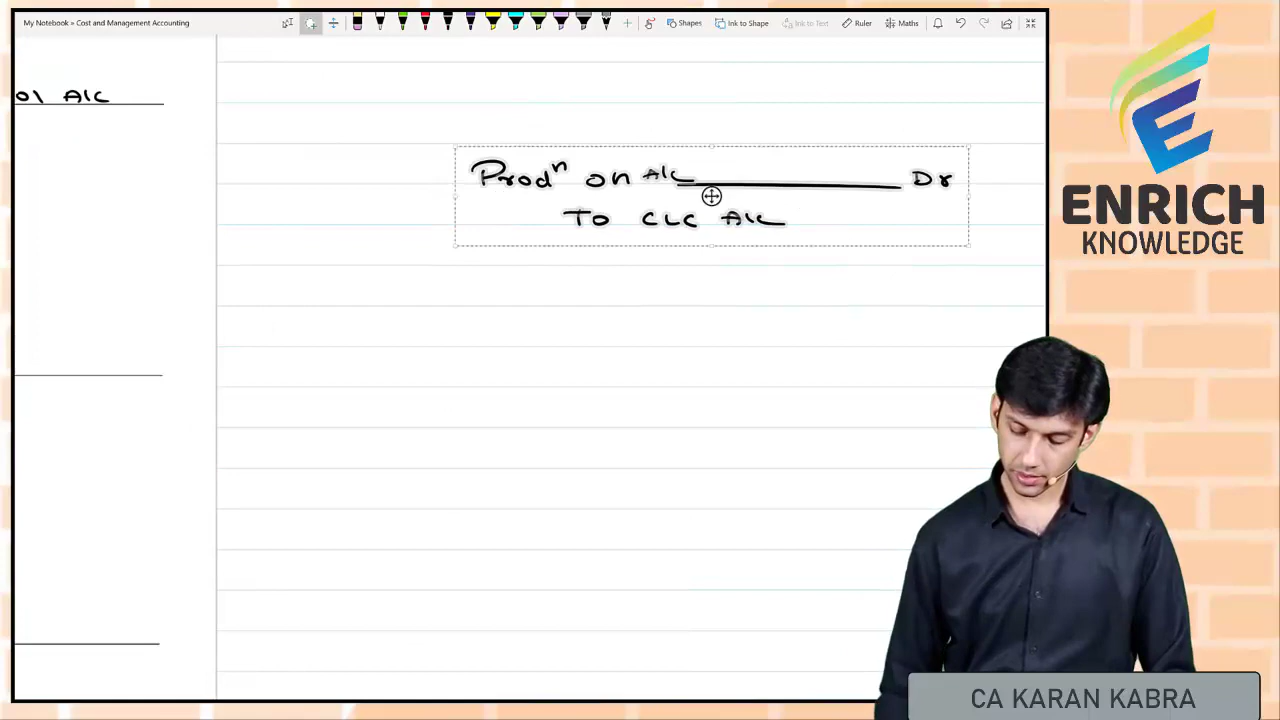 My Notebook » Cost and Management Accounting
Shapes
Ink to Shape
Ink to Text
Ruler
Maths
ol A/c
Prodⁿ on A/c Dr
To CLC A/c
ENRICH
KNOWLEDGE
CA KARAN KABRA